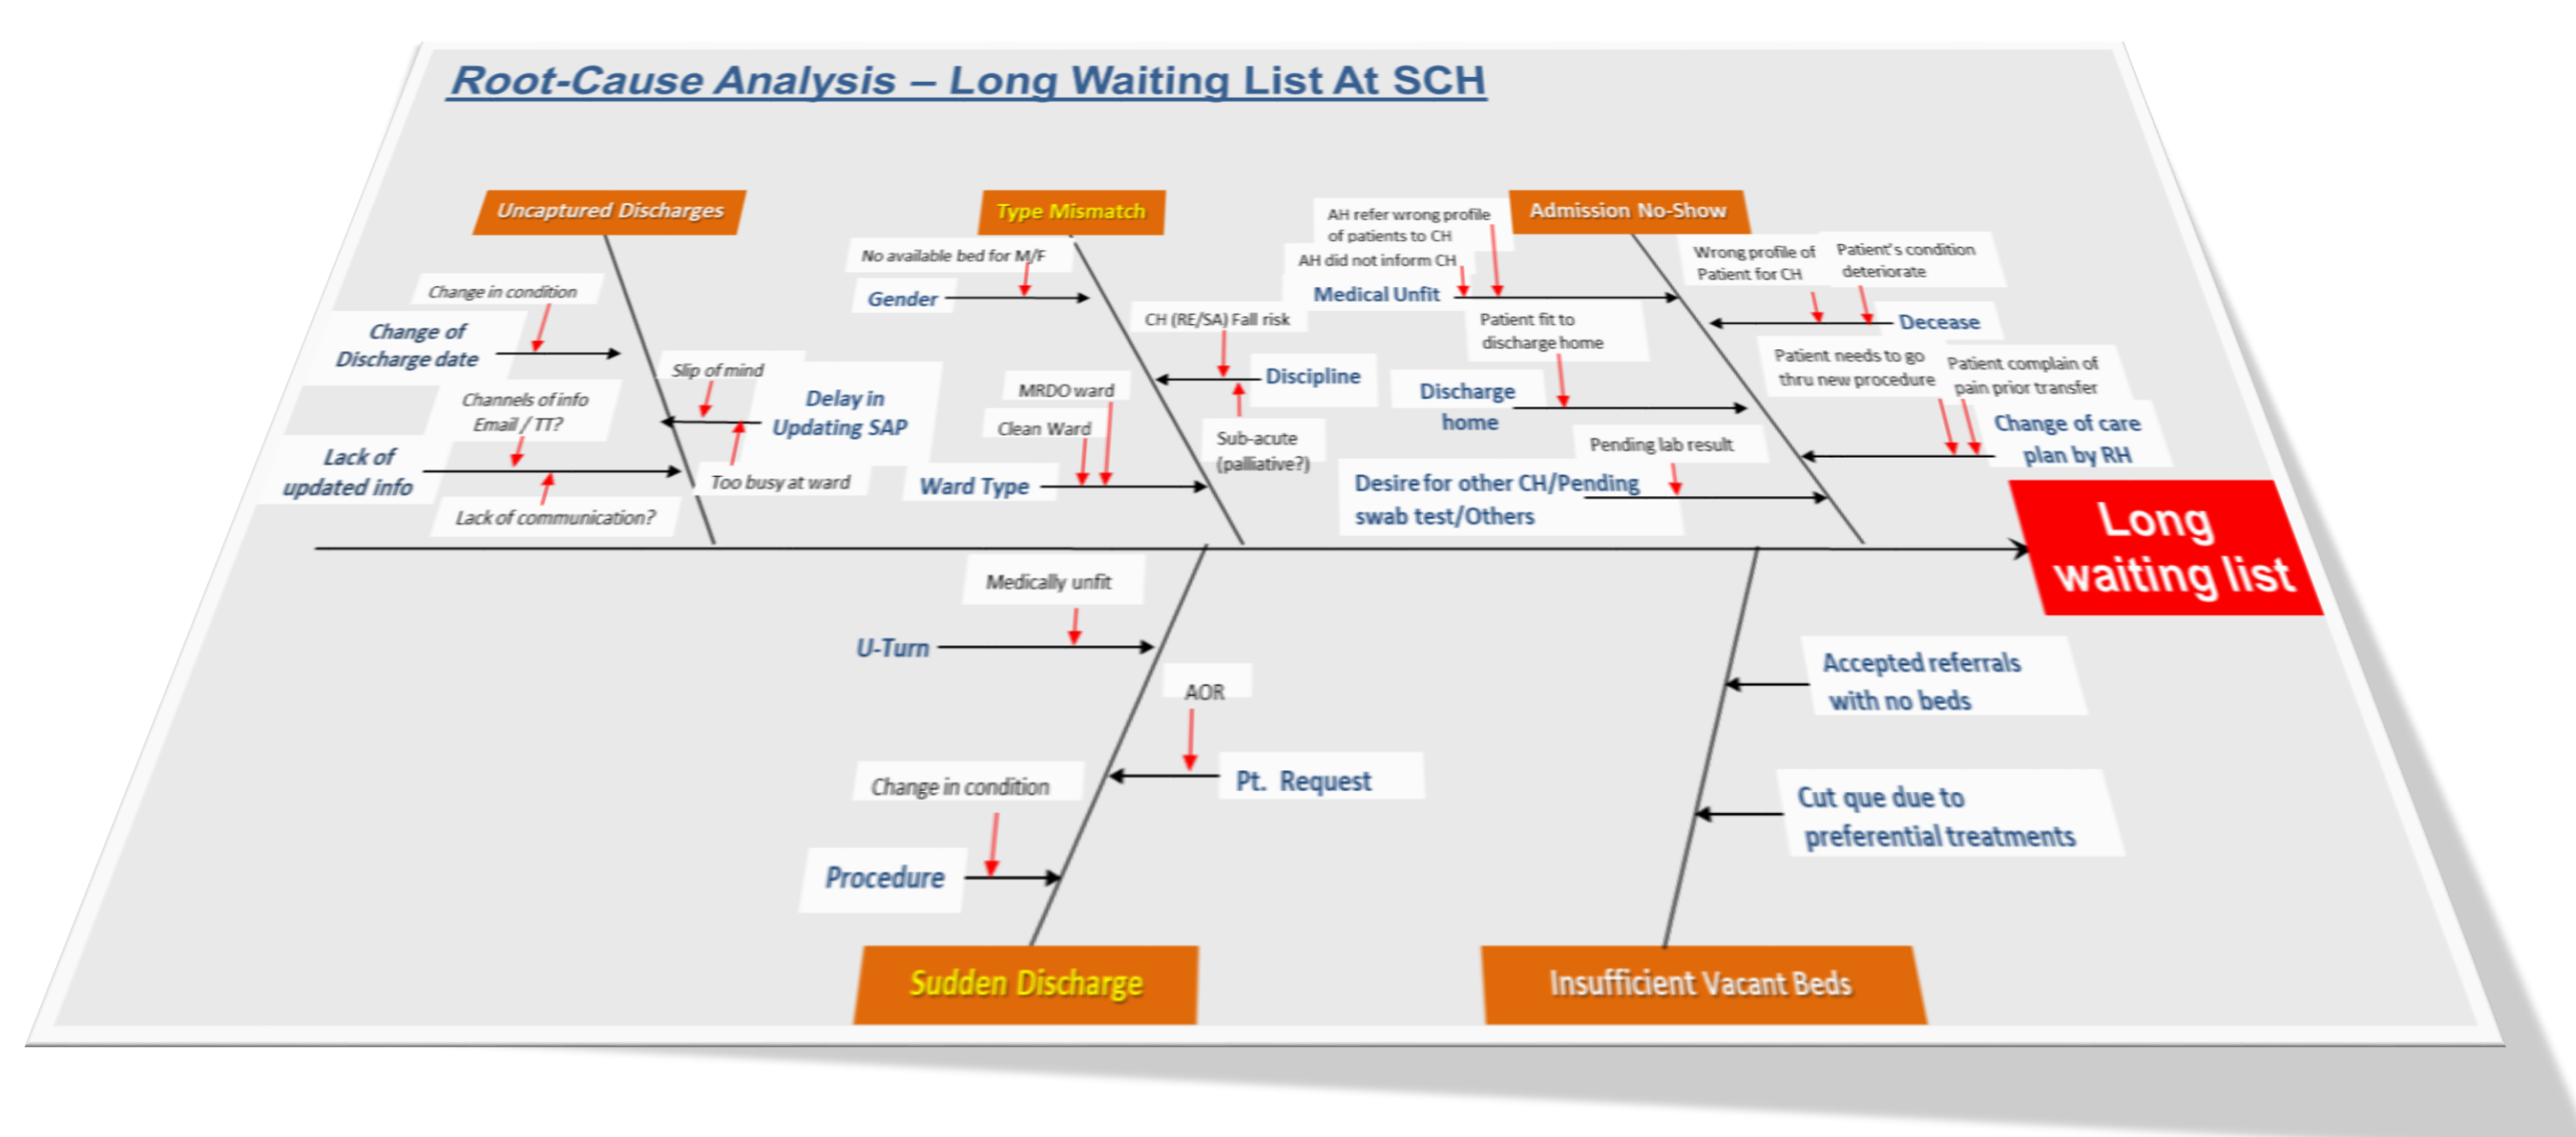 Root-Cause Analysis – Long Waiting List At SCH
Uncaptured Discharges
Change in condition
Change of
Discharge date
Channels of info
Email / TT?
Lack of
updated info
Lack of communication?
Slip of mind
Delay in
Updating SAP
Too busy at ward
Type Mismatch
No available bed for M/F
Gender
CH (RE/SA) Fall risk
Discipline
Sub-acute
(palliative?)
MRDO ward
Clean Ward
Ward Type
Admission No-Show
AH refer wrong profile
of patients to CH
AH did not inform CH
Medical Unfit
Patient fit to
discharge home
Discharge
home
Pending lab result
Desire for other CH/Pending
swab test/Others
Wrong profile of
Patient for CH
Patient's condition
deteriorate
Decease
Patient needs to go
thru new procedure
Patient complain of
pain prior transfer
Change of care
plan by RH
Long
waiting list
Medically unfit
U-Turn
AOR
Pt. Request
Change in condition
Procedure
Sudden Discharge
Accepted referrals
with no beds
Cut que due to
preferential treatments
Insufficient Vacant Beds